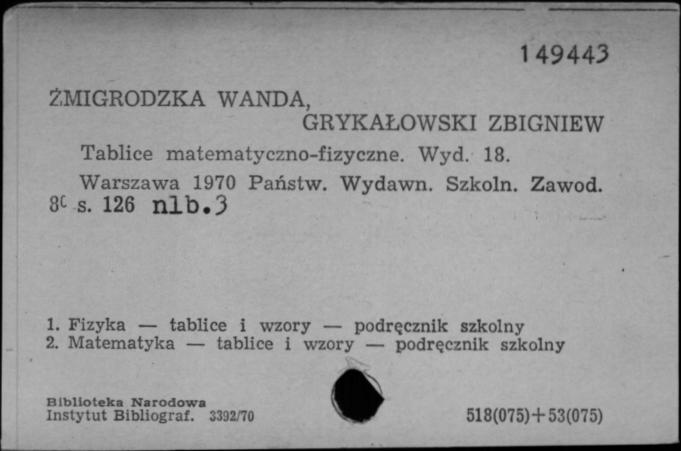 149443
ŻMIGRODZKA WANDA,
GRYKAŁOWSKI ZBIGNIEW
Tablice matematyczno-fizyczne. Wyd. 18.
Warszawa 1970 Państw. Wydawn. Szkoln. Zawod.
8⁰ s. 126 nlb.3
1. Fizyka — tablice i wzory — podręcznik szkolny
2. Matematyka — tablice i wzory — podręcznik szkolny
Biblioteka Narodowa
Instytut Bibliograf. 3392/70
518(075)+53(075)